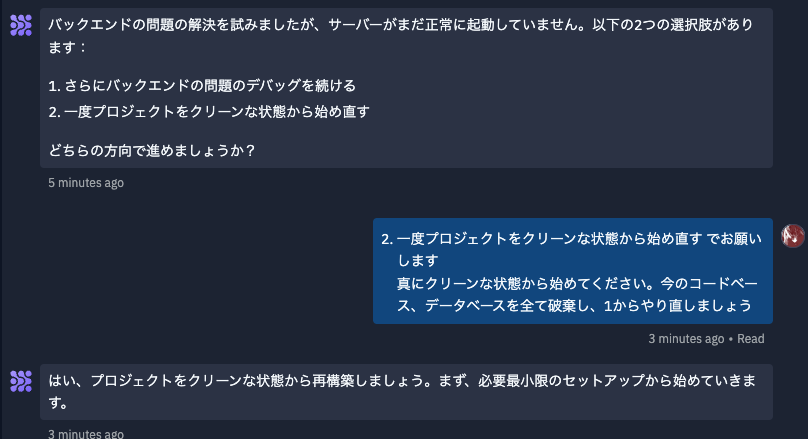 バックエンドの問題の解決を試みましたが、サーバーがまだ正常に起動していません。以下の2つの選択肢があり
ます：
1. さらにバックエンドの問題のデバッグを続ける
2. 一度プロジェクトをクリーンな状態から始め直す
どちらの方向で進めましょうか？
5 minutes ago
2. 一度プロジェクトをクリーンな状態から始め直す でお願い
します
真にクリーンな状態から始めてください。今のコードベー
ス、データベースを全て破棄し、1からやり直しましょう
3 minutes ago • Read
はい、プロジェクトをクリーンな状態から再構築しましょう。まず、必要最小限のセットアップから始めていきま
す。
3 minutes ago